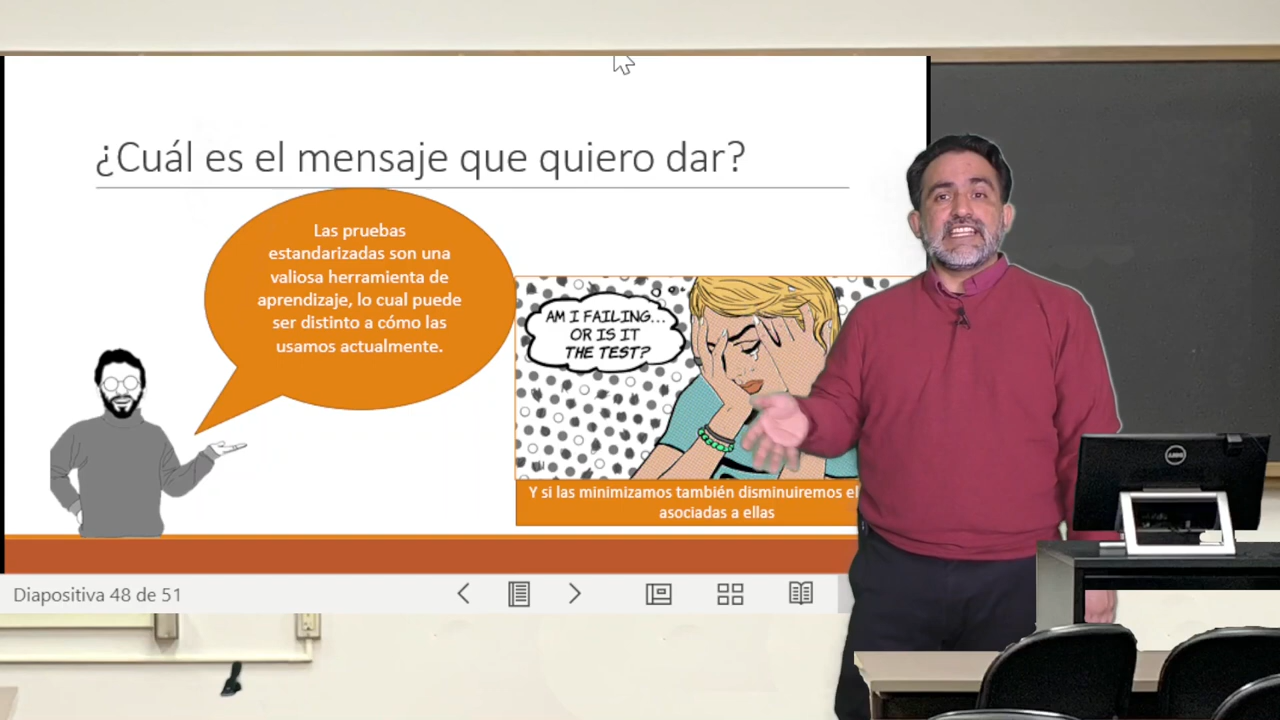 ¿Cuál es el mensaje que quiero dar?
Las pruebas
estandarizadas son una
valiosa herramienta de
aprendizaje, lo cual puede
ser distinto a cómo las
usamos actualmente.
AM I FAILING...
OR IS IT
THE TEST?
Y si las minimizamos también disminuiremos el
asociadas a ellas
Diapositiva 48 de 51
DELL